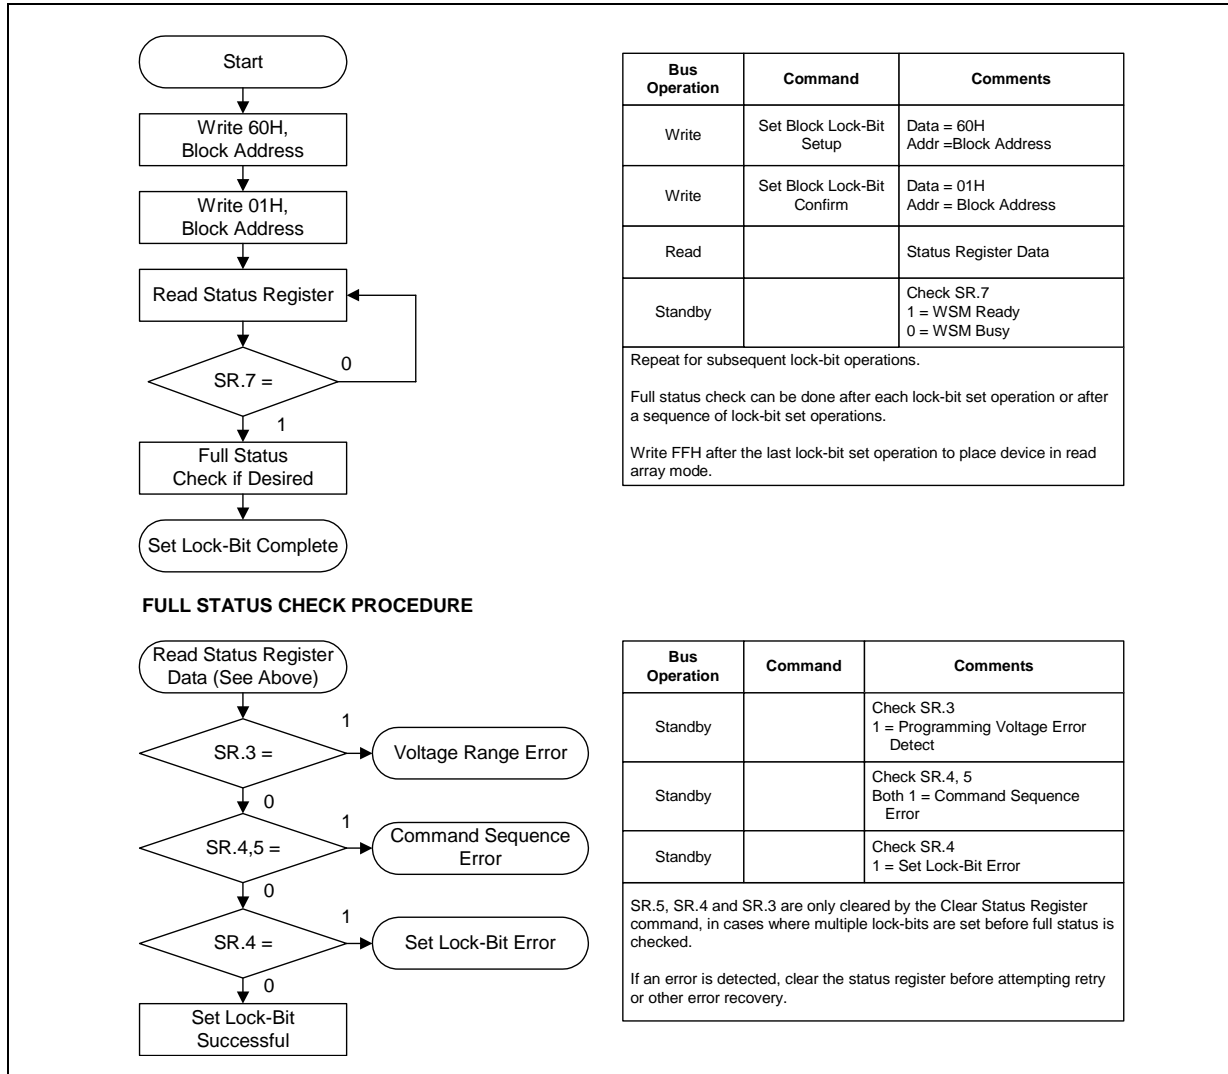 Start
Write 60H,
Block Address
Write 01H,
Block Address
Read Status Register
SR.7 =
0
1
Full Status
Check if Desired
Set Lock-Bit Complete
Bus
Operation
Command
Comments
Write
Set Block Lock-Bit
Setup
Data = 60H
Addr =Block Address
Write
Set Block Lock-Bit
Confirm
Data = 01H
Addr = Block Address
Read
Status Register Data
Standby
Check SR.7
1 = WSM Ready
0 = WSM Busy
Repeat for subsequent lock-bit operations.
Full status check can be done after each lock-bit set operation or after
a sequence of lock-bit set operations.
Write FFH after the last lock-bit set operation to place device in read
array mode.
FULL STATUS CHECK PROCEDURE
Read Status Register
Data (See Above)
SR.3 =
1
Voltage Range Error
0
SR.4,5 =
1
Command Sequence
Error
0
SR.4 =
1
Set Lock-Bit Error
0
Set Lock-Bit
Successful
Bus
Operation
Command
Comments
Standby
Check SR.3
1 = Programming Voltage Error
Detect
Standby
Check SR.4, 5
Both 1 = Command Sequence
Error
Standby
Check SR.4
1 = Set Lock-Bit Error
SR.5, SR.4 and SR.3 are only cleared by the Clear Status Register
command, in cases where multiple lock-bits are set before full status is
checked.
If an error is detected, clear the status register before attempting retry
or other error recovery.